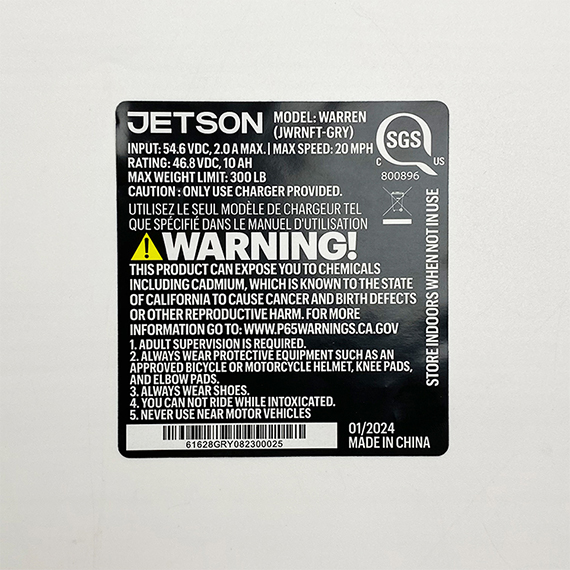 JETSON
MODEL: WARREN
(JWRNFT-GRY)
INPUT: 54.6 VDC, 2.0 A MAX. | MAX SPEED: 20 MPH
RATING: 46.8 VDC, 10 AH
MAX WEIGHT LIMIT: 300 LB
CAUTION : ONLY USE CHARGER PROVIDED.
UTILISEZ LE SEUL MODÈLE DE CHARGEUR TEL
QUE SPÉCIFIÉ DANS LE MANUEL D'UTILISATION
SGS
C US
800896
WARNING!
THIS PRODUCT CAN EXPOSE YOU TO CHEMICALS
INCLUDING CADMIUM, WHICH IS KNOWN TO THE STATE
OF CALIFORNIA TO CAUSE CANCER AND BIRTH DEFECTS
OR OTHER REPRODUCTIVE HARM. FOR MORE
INFORMATION GO TO: WWW.P65WARNINGS.CA.GOV
1. ADULT SUPERVISION IS REQUIRED.
2. ALWAYS WEAR PROTECTIVE EQUIPMENT SUCH AS AN
APPROVED BICYCLE OR MOTORCYCLE HELMET, KNEE PADS,
AND ELBOW PADS.
3. ALWAYS WEAR SHOES.
4. YOU CAN NOT RIDE WHILE INTOXICATED.
5. NEVER USE NEAR MOTOR VEHICLES
STORE INDOORS WHEN NOT IN USE
61628GRY082300025
01/2024
MADE IN CHINA